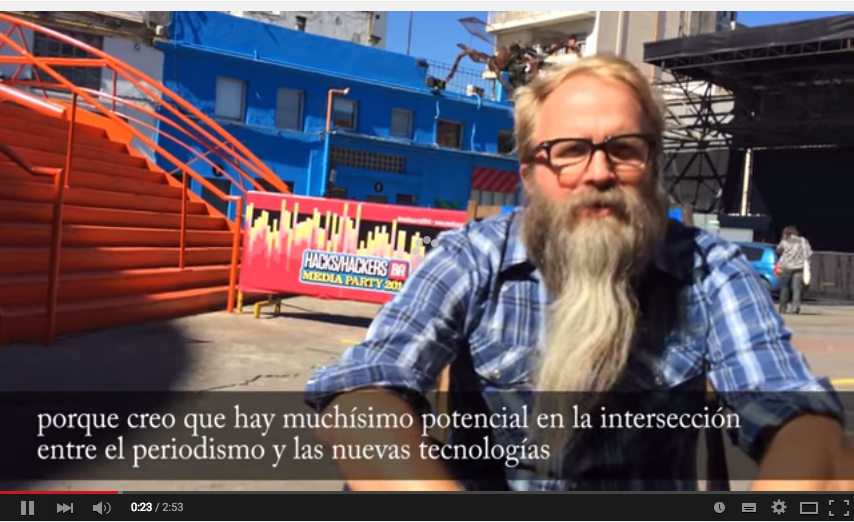 HACKS/HACKERS BA
MEDIA PARTY 201
porque creo que hay muchísimo potencial en la intersección
entre el periodismo y las nuevas tecnologías
0:23 / 2:53